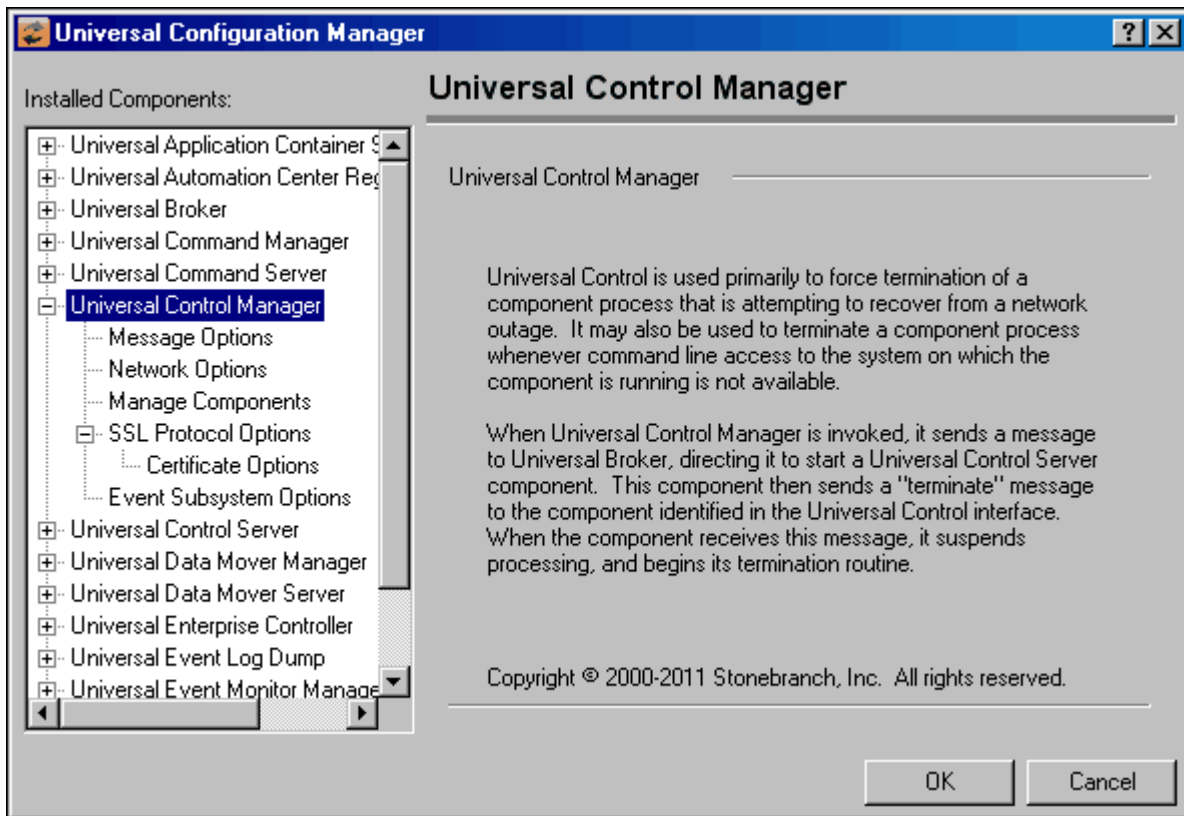 Universal Configuration Manager
Installed Components:
Universal Application Container S
Universal Automation Center Reg
Universal Broker
Universal Command Manager
Universal Command Server
Universal Control Manager
Message Options
Network Options
Manage Components
SSL Protocol Options
Certificate Options
Event Subsystem Options
Universal Control Server
Universal Data Mover Manager
Universal Data Mover Server
Universal Enterprise Controller
Universal Event Log Dump
Universal Event Monitor Manage
Universal Control Manager
Universal Control Manager
Universal Control is used primarily to force termination of a
component process that is attempting to recover from a network
outage.  It may also be used to terminate a component process
whenever command line access to the system on which the
component is running is not available.
When Universal Control Manager is invoked, it sends a message
to Universal Broker, directing it to start a Universal Control Server
component.  This component then sends a "terminate" message
to the component identified in the Universal Control interface.
When the component receives this message, it suspends
processing, and begins its termination routine.
Copyright © 2000-2011 Stonebranch, Inc.  All rights reserved.
OK
Cancel